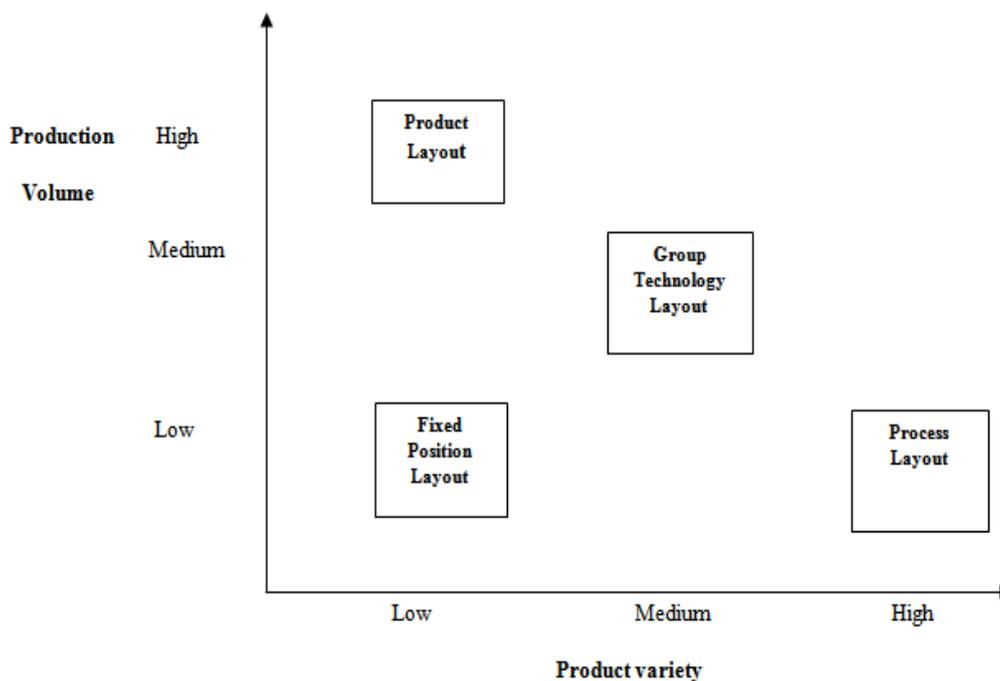 Product
Layout
Production
High
Volume
Medium
Group
Technology
Layout
Low
Fixed
Position
Layout
Process
Layout
Low
Medium
High
Product variety